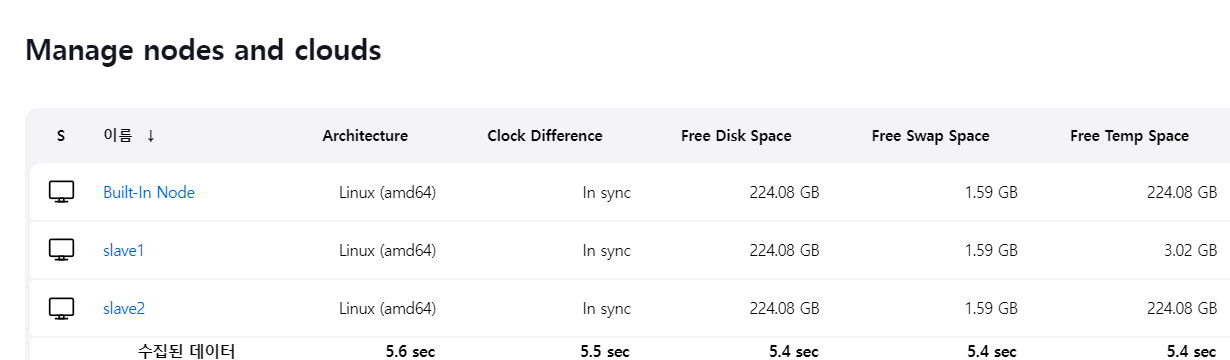 Manage nodes and clouds
S 이름 ↓ Architecture Clock Difference Free Disk Space Free Swap Space Free Temp Space
Built-In Node Linux (amd64) In sync 224.08 GB 1.59 GB 224.08 GB
slave1 Linux (amd64) In sync 224.08 GB 1.59 GB 3.02 GB
slave2 Linux (amd64) In sync 224.08 GB 1.59 GB 224.08 GB
수집된 데이터 5.6 sec 5.5 sec 5.4 sec 5.4 sec 5.4 sec